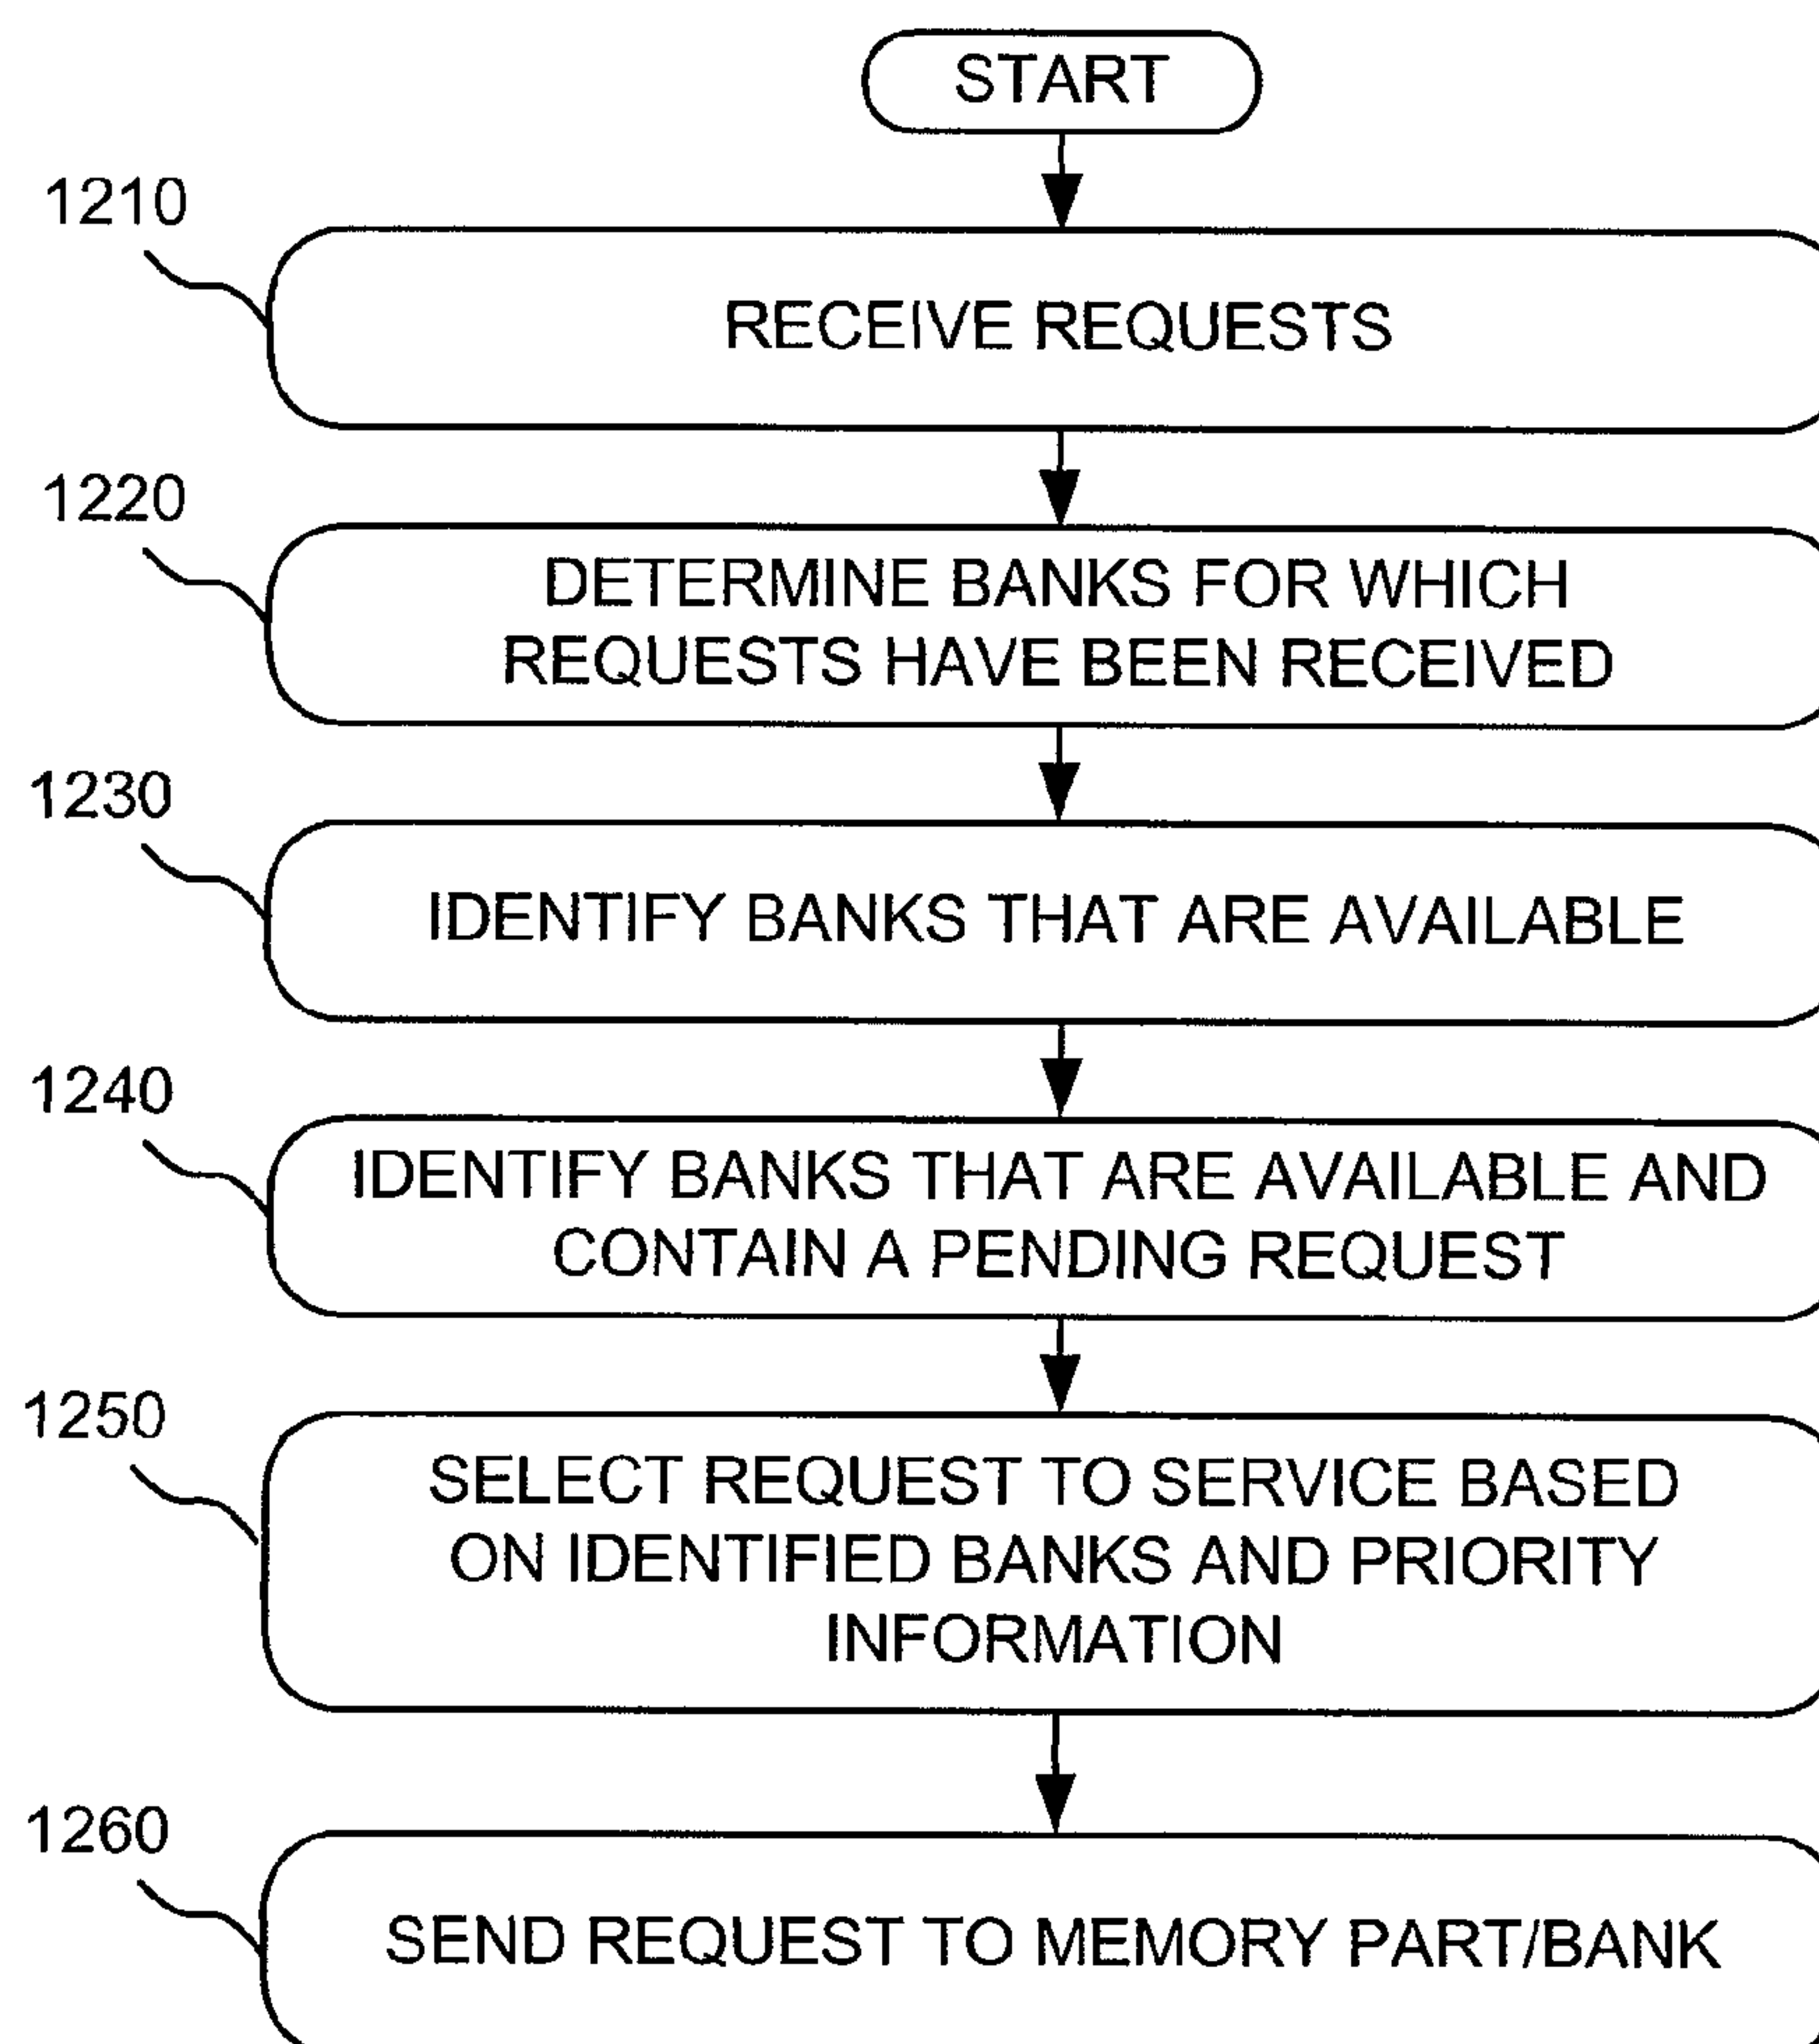 START
1210
RECEIVE REQUESTS
1220
DETERMINE BANKS FOR WHICH
REQUESTS HAVE BEEN RECEIVED
1230
IDENTIFY BANKS THAT ARE AVAILABLE
1240
IDENTIFY BANKS THAT ARE AVAILABLE AND
CONTAIN A PENDING REQUEST
1250
SELECT REQUEST TO SERVICE BASED
ON IDENTIFIED BANKS AND PRIORITY
INFORMATION
1260
SEND REQUEST TO MEMORY PART/BANK